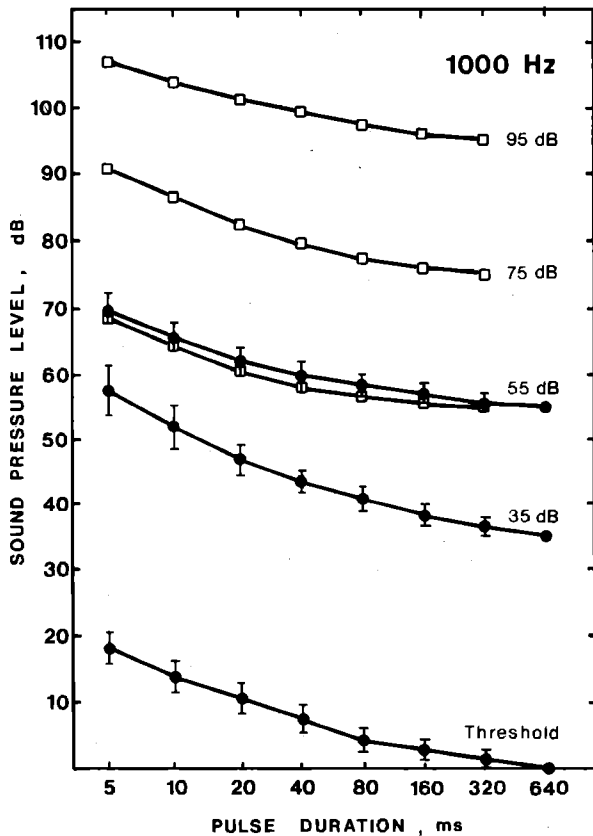 110
1000 Hz
100
95 dB
90
80
75 dB
70
60
55 dB
50
40
35 dB
30
20
10
Threshold
5 10 20 40 80 160 320 640
PULSE DURATION , ms
SOUND PRESSURE LEVEL , dB